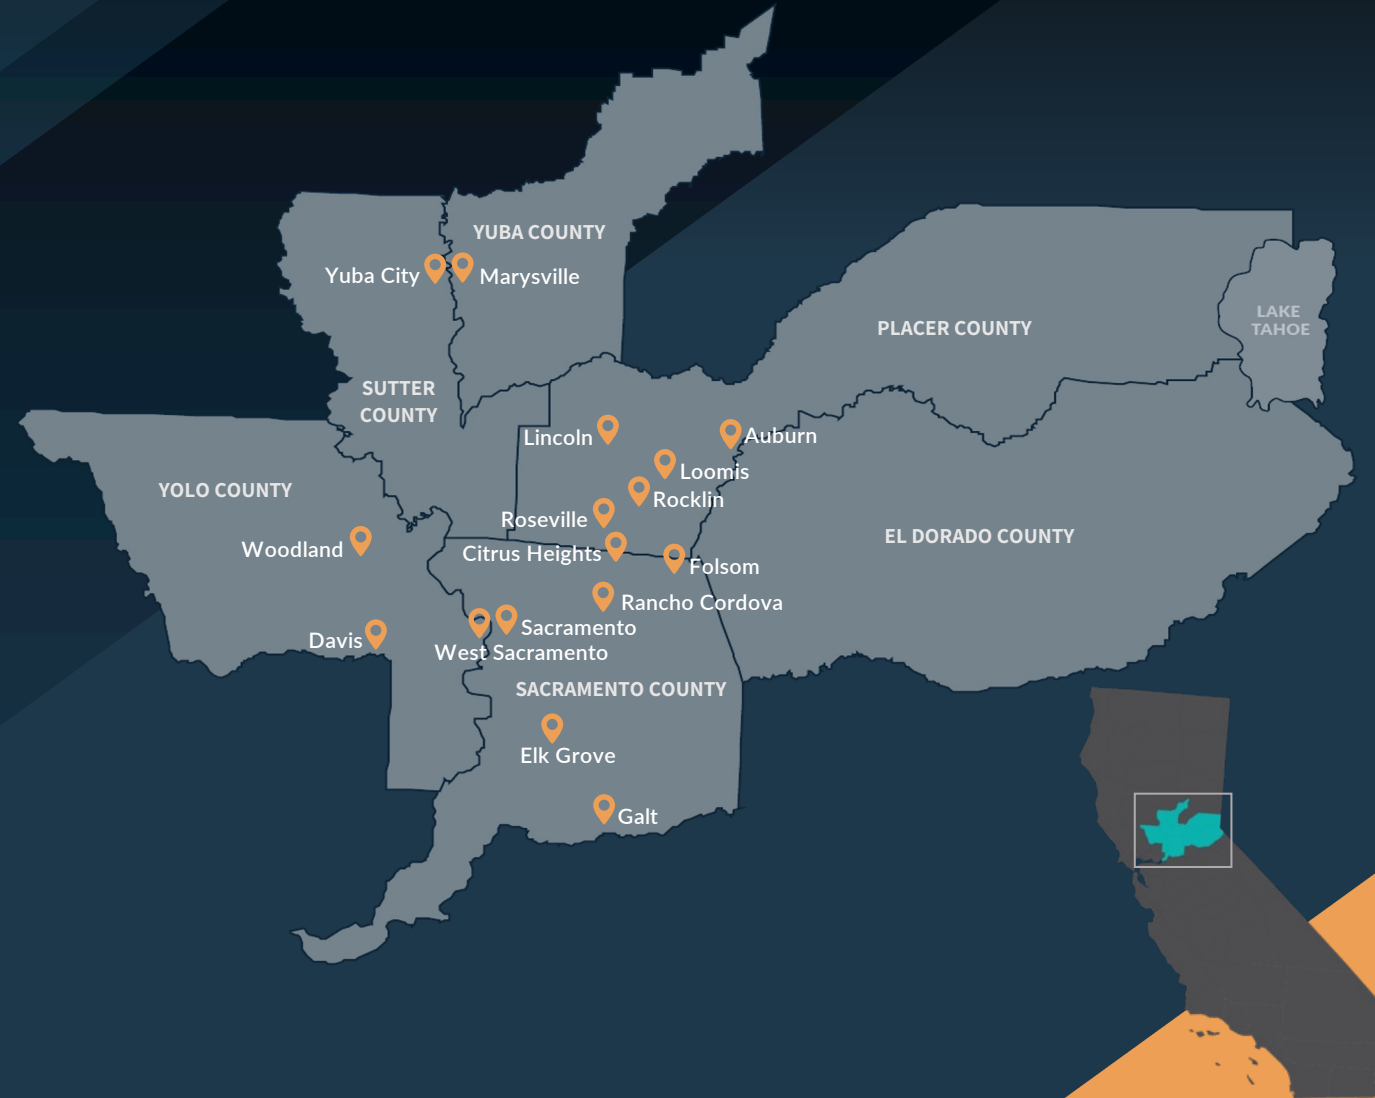 YUBA COUNTY
Yuba City
Marysville
PLACER COUNTY
LAKE
TAHOE
SUTTER
COUNTY
Lincoln
Auburn
Loomis
YOLO COUNTY
Rocklin
Roseville
EL DORADO COUNTY
Woodland
Citrus Heights
Folsom
Rancho Cordova
Sacramento
Davis
West Sacramento
SACRAMENTO COUNTY
Elk Grove
Galt